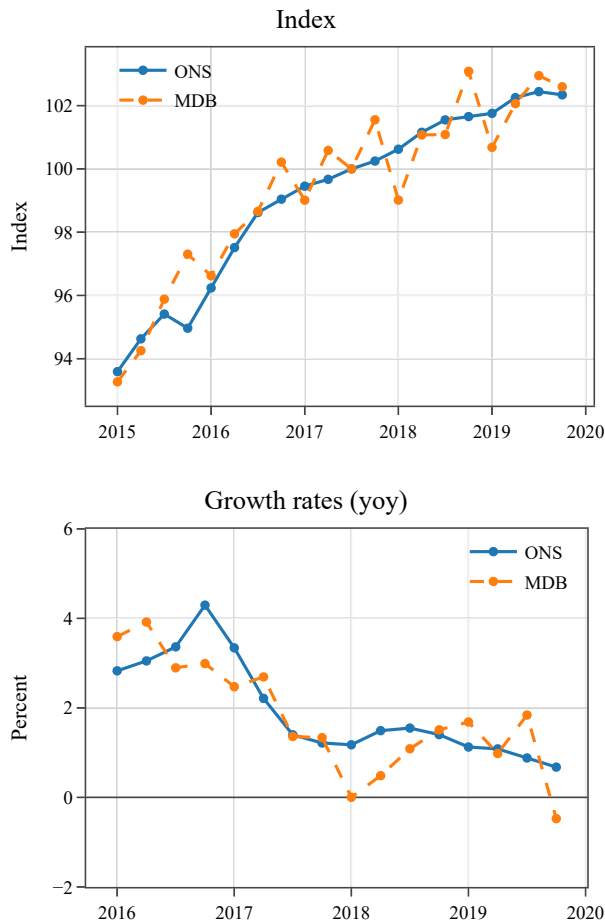 Index
ONS
MDB
102
100
98
96
94
Index
2015 2016 2017 2018 2019 2020
Growth rates (yoy)
6
ONS
MDB
4
2
0
−2
Percent
2016 2017 2018 2019 2020